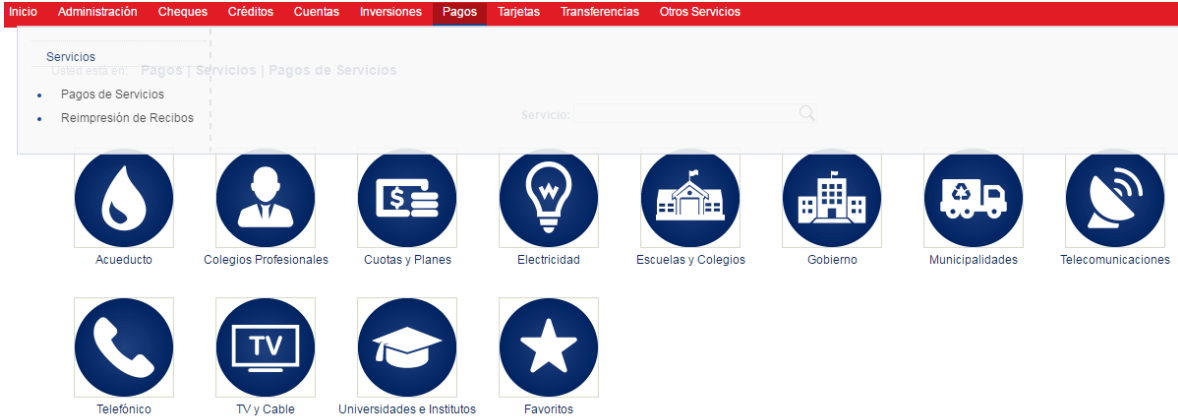 Inicio Administración Cheques Créditos Cuentas Inversiones Pagos Tarjetas Transferencias Otros Servicios
Servicios
Usted está en: Pagos | Servicios | Pagos de Servicios
Pagos de Servicios
Servicio:
Reimpresión de Recibos
$
W
Acueducto Colegios Profesionales Cuotas y Planes Electricidad Escuelas y Colegios Gobierno Municipalidades Telecomunicaciones
TV
Telefónico TV y Cable Universidades e Institutos Favoritos